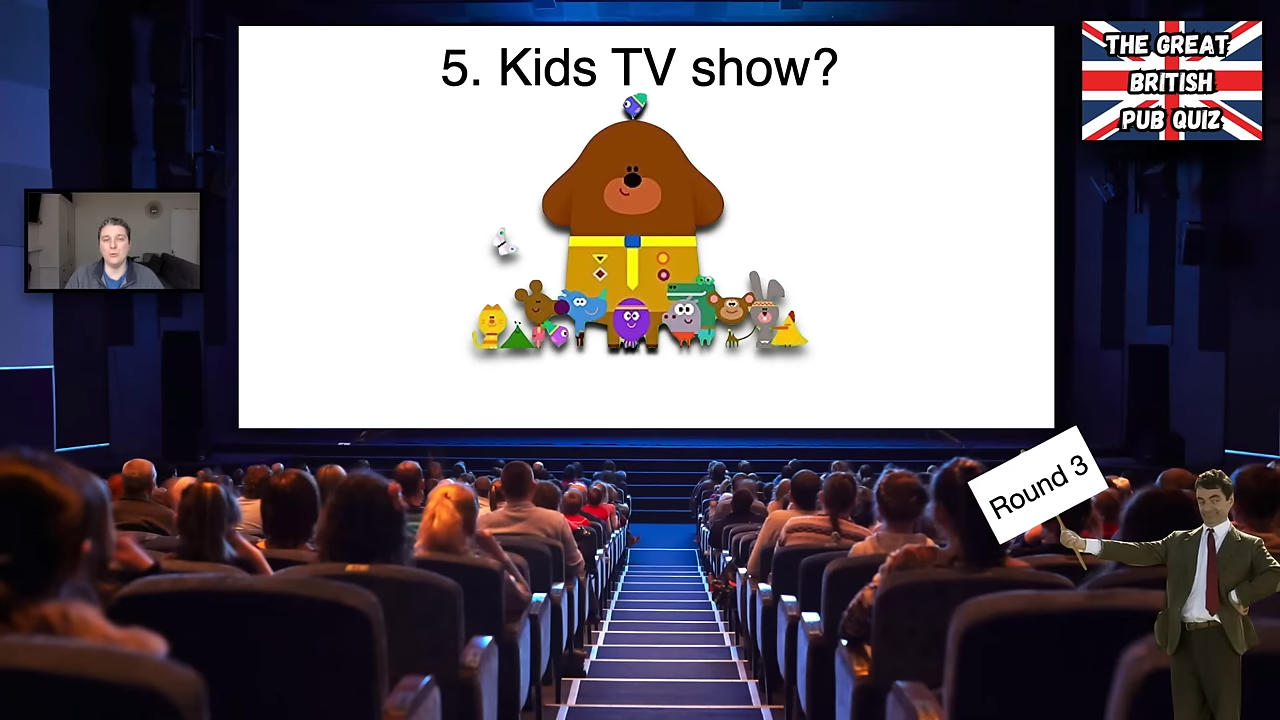 5. Kids TV show?
THE GREAT
BRITISH
PUB QUIZ
Round 3